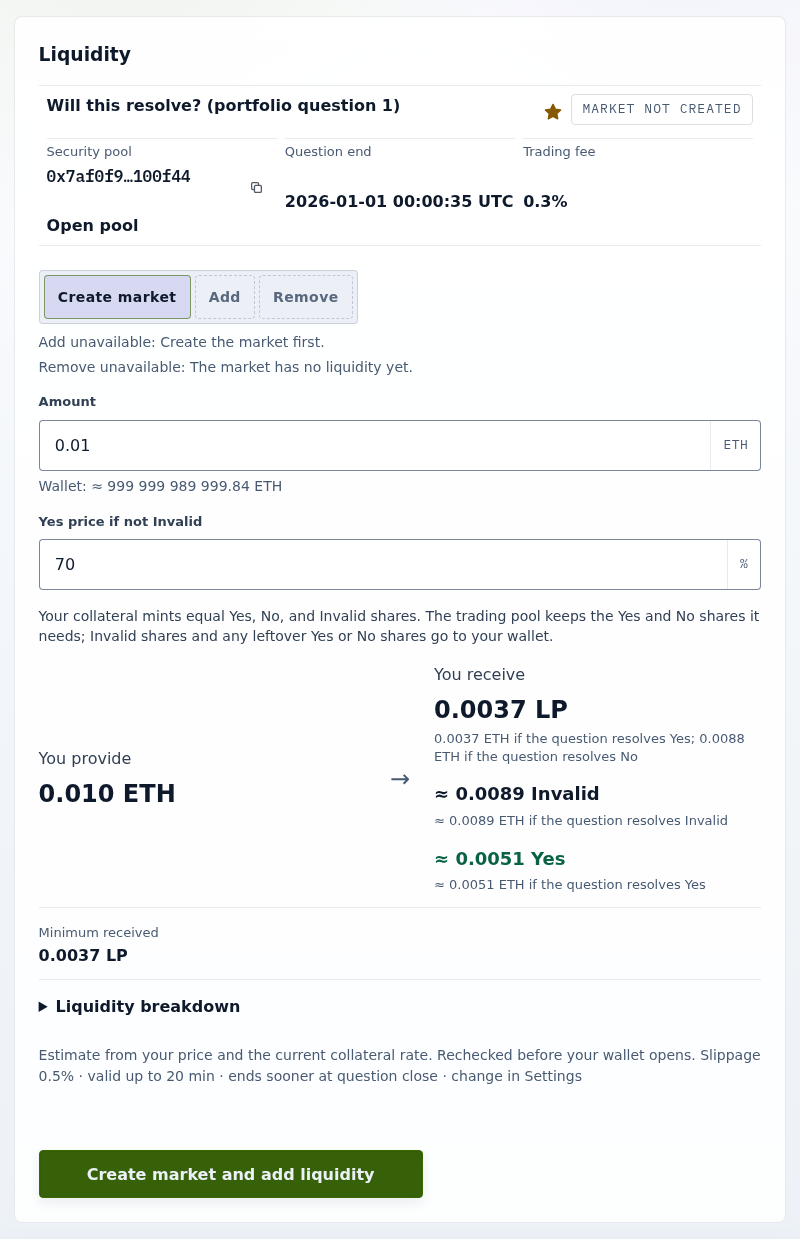 Liquidity
Will this resolve? (portfolio question 1)
MARKET NOT CREATED
Security pool
0x7af0f9…100f44
Open pool
Question end
2026-01-01 00:00:35 UTC
Trading fee
0.3%
Create market
Add
Remove
Add unavailable: Create the market first.
Remove unavailable: The market has no liquidity yet.
Amount
0.01
ETH
Wallet: ≈ 999 999 989 999.84 ETH
Yes price if not Invalid
70
%
Your collateral mints equal Yes, No, and Invalid shares. The trading pool keeps the Yes and No shares it
needs; Invalid shares and any leftover Yes or No shares go to your wallet.
You provide
0.010 ETH
→
You receive
0.0037 LP
0.0037 ETH if the question resolves Yes; 0.0088
ETH if the question resolves No
≈ 0.0089 Invalid
≈ 0.0089 ETH if the question resolves Invalid
≈ 0.0051 Yes
≈ 0.0051 ETH if the question resolves Yes
Minimum received
0.0037 LP
Liquidity breakdown
Estimate from your price and the current collateral rate. Rechecked before your wallet opens. Slippage
0.5% · valid up to 20 min · ends sooner at question close · change in Settings
Create market and add liquidity